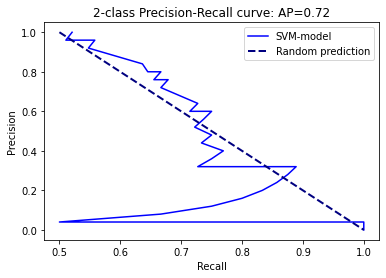 2-class Precision-Recall curve: AP=0.72
SVM-model
Random prediction
Precision
1.0
0.8
0.6
0.4
0.2
0.0
0.5
0.6
0.7
0.8
0.9
1.0
Recall